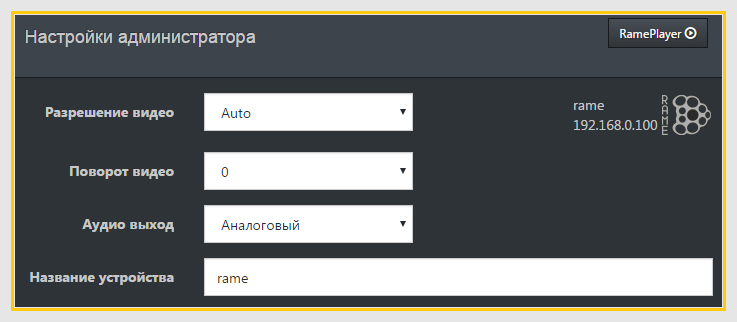 Настройки администратора
RamePlayer
Разрешение видео
Auto
rame
192.168.0.100
RAME
Поворот видео
0
Аудио выход
Аналоговый
Название устройства
rame